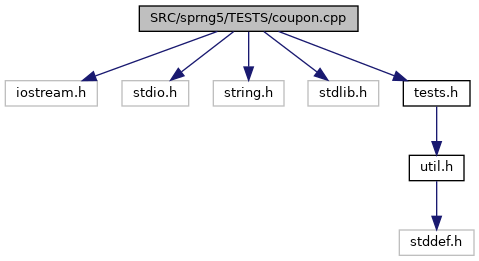 SRC/sprng5/TESTS/coupon.cpp
iostream.h
stdio.h
string.h
stdlib.h
tests.h
util.h
stddef.h